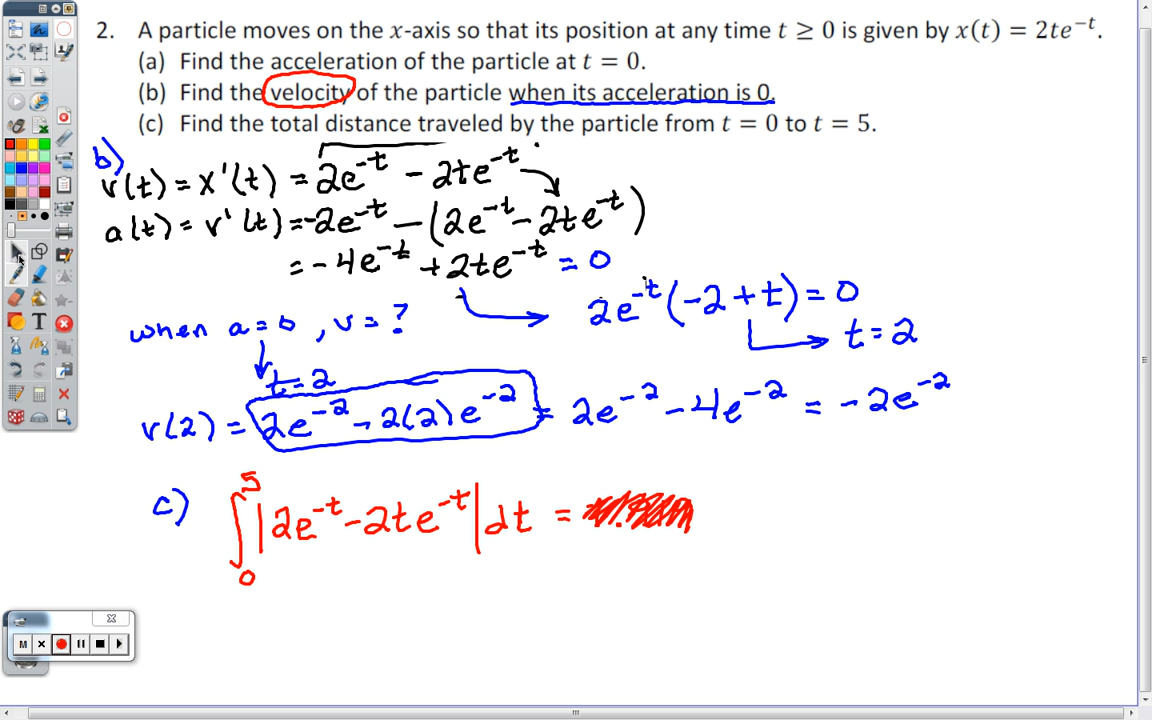 2. A particle moves on the x-axis so that its position at any time t ≥ 0 is given by x(t) = 2te⁻ᵗ.
(a) Find the acceleration of the particle at t = 0.
(b) Find the velocity of the particle when its acceleration is 0.
(c) Find the total distance traveled by the particle from t = 0 to t = 5.
b)
v(t) = x'(t) = 2e⁻ᵗ - 2te⁻ᵗ
a(t) = v'(t) = -2e⁻ᵗ - (2e⁻ᵗ - 2te⁻ᵗ)
= -4e⁻ᵗ + 2te⁻ᵗ = 0
2e⁻ᵗ(-2 + t) = 0
when a = 0, v = ?
t = 2
t = 2
v(2) = 2e⁻² - 2(2)e⁻² = 2e⁻² - 4e⁻² = -2e⁻²
c) ∫₀⁵ |2e⁻ᵗ - 2te⁻ᵗ| dt =
T
M